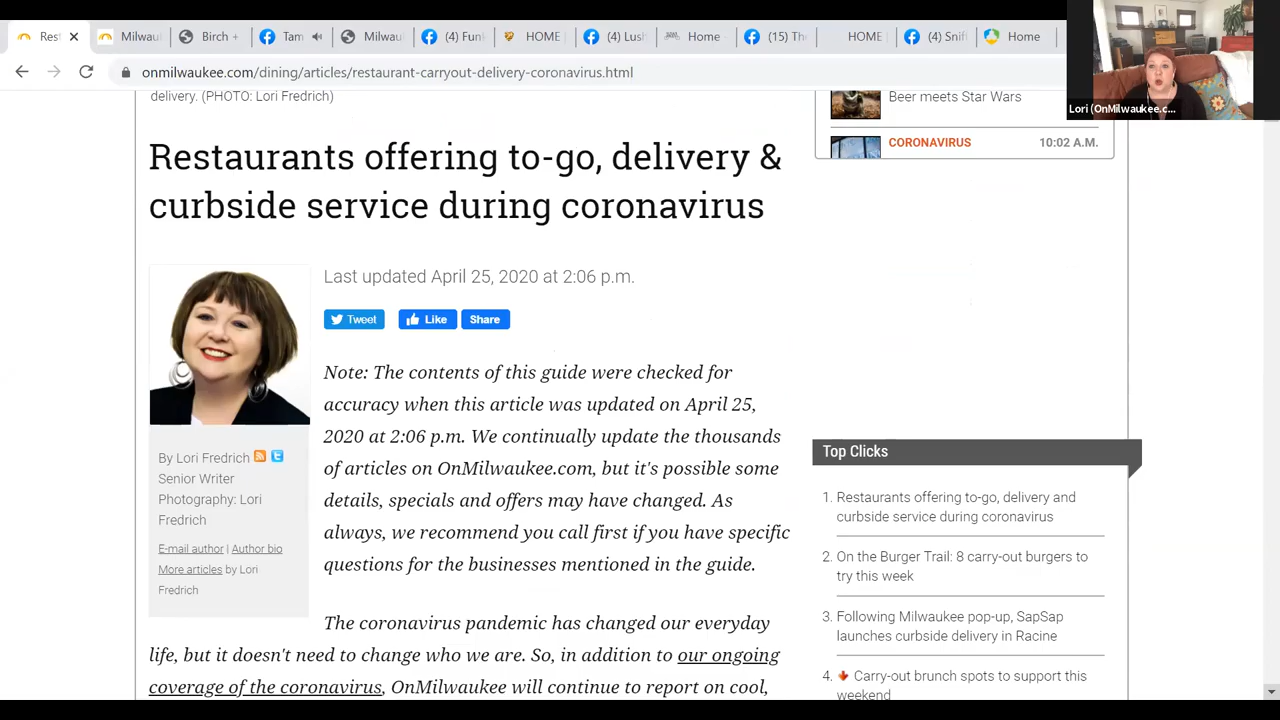 Rest
Milwau
Birch +
Tam
Milwau
(4) Fun
HOME |
(4) Lush
Home
(15) The
HOME |
(4) Sniff
Home
onmilwaukee.com/dining/articles/restaurant-carryout-delivery-coronavirus.html
Lori (OnMilwaukee.c...
delivery. (PHOTO: Lori Fredrich)
Restaurants offering to-go, delivery &
curbside service during coronavirus
Last updated April 25, 2020 at 2:06 p.m.
Tweet
Like
Share
By Lori Fredrich
Senior Writer
Photography: Lori
Fredrich
E-mail author | Author bio
More articles by Lori
Fredrich
Note: The contents of this guide were checked for
accuracy when this article was updated on April 25,
2020 at 2:06 p.m. We continually update the thousands
of articles on OnMilwaukee.com, but it's possible some
details, specials and offers may have changed. As
always, we recommend you call first if you have specific
questions for the businesses mentioned in the guide.
The coronavirus pandemic has changed our everyday
life, but it doesn't need to change who we are. So, in addition to our ongoing
coverage of the coronavirus, OnMilwaukee will continue to report on cool,
Beer meets Star Wars
CORONAVIRUS 10:02 A.M.
Top Clicks
1. Restaurants offering to-go, delivery and
curbside service during coronavirus
2. On the Burger Trail: 8 carry-out burgers to
try this week
3. Following Milwaukee pop-up, SapSap
launches curbside delivery in Racine
4. Carry-out brunch spots to support this
weekend